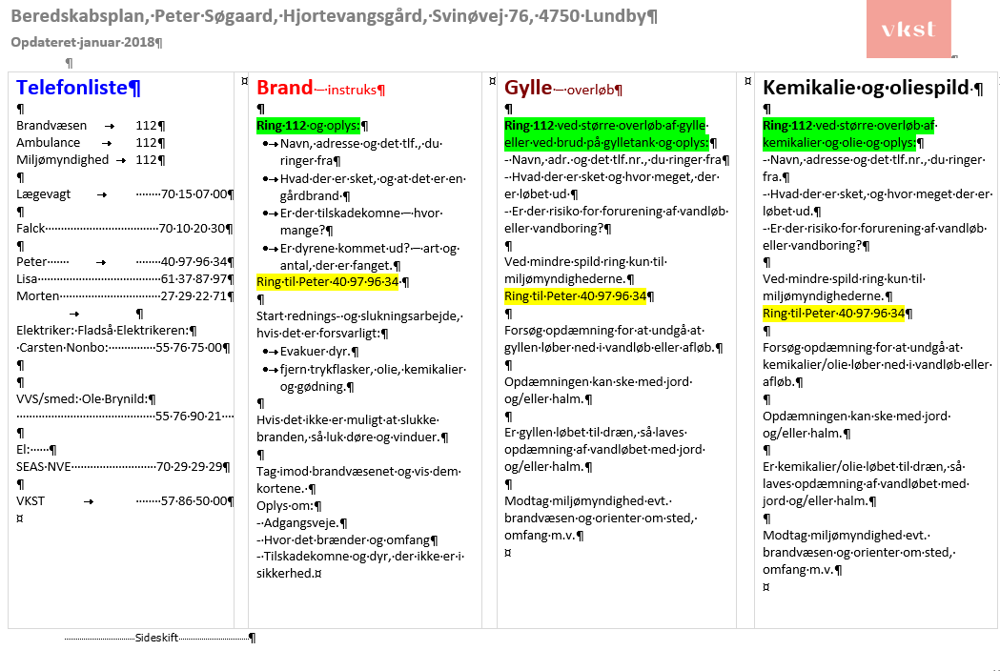 Beredskabsplan, Peter Søgaard, Hjortevangsgård, Svinøvej 76, 4750 Lundby¶
Opdateret januar 2018¶
¶
vkst
Telefonliste¶
¶
Brandvæsen → 112¶
Ambulance → 112¶
Miljømyndighed → 112¶
¶
Lægevagt → ········70·15·07·00¶
¶
Falck··································70·10·20·30¶
¶
Peter······· → ········40·97·96·34¶
Lisa·····································61·37·87·97¶
Morten·······························27·29·22·71¶
→ ¶
Elektriker: Fladså Elektrikeren:¶
Carsten Nonbo:··············55·76·75·00¶
¶
¶
VVS/smed: Ole Brynild:¶
·········································55·76·90·21····
¶
El:······¶
SEAS-NVE·························70·29·29·29¶
¶
VKST → ········57·86·50·00¶
¤
¤
Brand – instruks¶
¶
Ring 112 og oplys:¶
•→Navn, adresse og det tlf., du
ringer fra¶
•→Hvad der er sket, og at det er en
gårdbrand ¶
•→Er der tilskadekomne – hvor
mange?¶
•→Er dyrene kommet ud? – art og
antal, der er fanget.¶
Ring til Peter 40 97 96 34 ¶
¶
Start rednings- og slukningsarbejde,
hvis det er forsvarligt:¶
•→Evakuer dyr.¶
•→fjern trykflasker, olie, kemikalier
og gødning.¶
¶
Hvis det ikke er muligt at slukke
branden, så luk døre og vinduer.¶
¶
Tag imod brandvæsenet og vis dem
kortene. ¶
Oplys om:¶
- Adgangsveje.¶
- Hvor det brænder og omfang¶
- Tilskadekomne og dyr, der ikke er i
sikkerhed.¤
¤
Gylle – overløb¶
¶
Ring 112 ved større overløb af gylle
eller ved brud på gylletank og oplys:¶
- Navn, adr. og det tlf.nr., du ringer fra¶
- Hvad der er sket og hvor meget, der
er løbet ud ¶
- Er der risiko for forurening af vandløb
eller vandboring?¶
¶
Ved mindre spild ring kun til
miljømyndighederne.¶
Ring til Peter 40 97 96 34¶
¶
Forsøg opdæmning for at undgå at
gyllen løber ned i vandløb eller afløb.¶
¶
Opdæmningen kan ske med jord
og/eller halm.¶
¶
Er gyllen løbet til dræn, så laves
opdæmning af vandløbet med jord
og/eller halm.¶
¶
Modtag miljømyndighed evt.
brandvæsen og orienter om sted,
omfang m.v.¶
¤
¤
Kemikalie og oliespild ¶
¶
Ring 112 ved større overløb af
kemikalier og olie og oplys:¶
- Navn, adresse og det tlf.nr., du ringer
fra.¶
- Hvad der er sket, og hvor meget der er
løbet ud.¶
- Er der risiko for forurening af vandløb
eller vandboring?¶
¶
Ved mindre spild ring kun til
miljømyndighederne.¶
Ring til Peter 40 97 96 34¶
¶
Forsøg opdæmning for at undgå at
kemikalier/olie løber ned i vandløb eller
afløb.¶
¶
Opdæmningen kan ske med jord
og/eller halm.¶
¶
Er kemikalier/olie løbet til dræn, så
laves opdæmning af vandløbet med
jord og/eller halm.¶
¶
Modtag miljømyndighed evt.
brandvæsen og orienter om sted,
omfang m.v.¶
¤
Sideskift¶